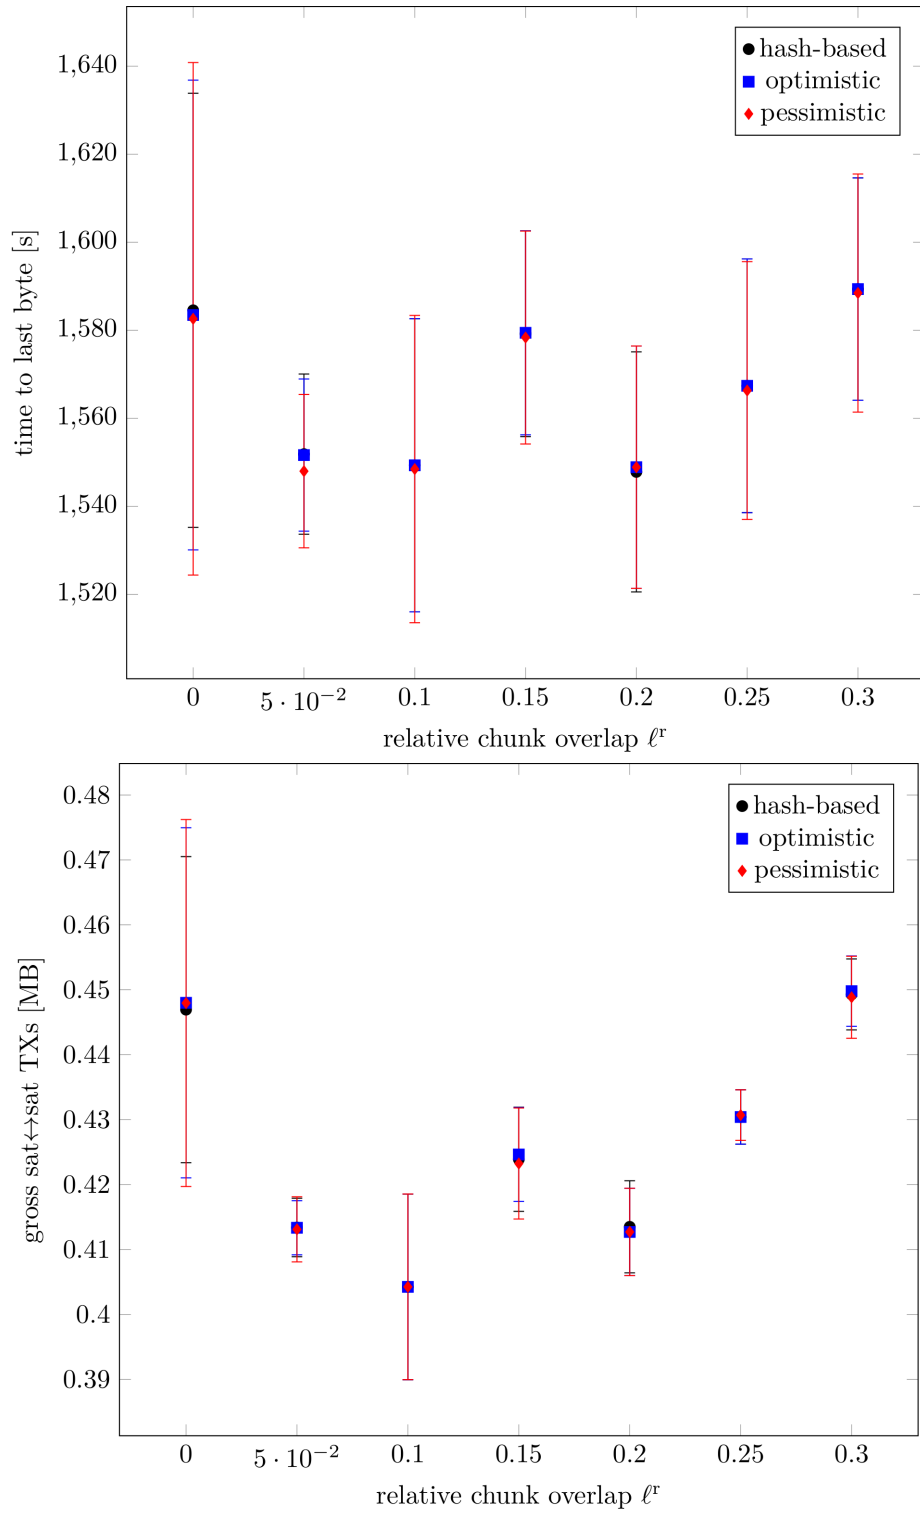 time to last byte [s]
1,640
1,620
1,600
1,580
1,560
1,540
1,520
hash-based
optimistic
pessimistic
0 5 · 10⁻² 0.1 0.15 0.2 0.25 0.3
relative chunk overlap ℓʳ
gross sat↔sat TXs [MB]
0.48
0.47
0.46
0.45
0.44
0.43
0.42
0.41
0.4
0.39
hash-based
optimistic
pessimistic
0 5 · 10⁻² 0.1 0.15 0.2 0.25 0.3
relative chunk overlap ℓʳ